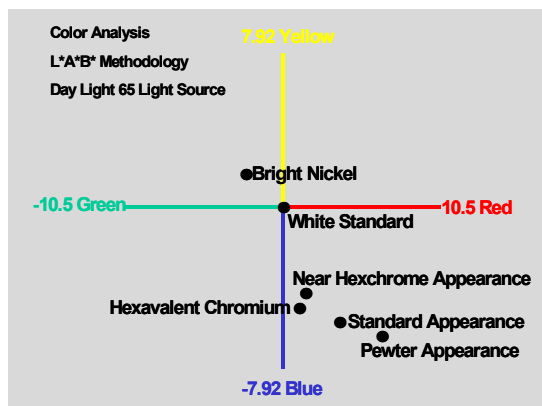 Color Analysis
7.92 Yellow
L*A*B* Methodology
Day Light 65 Light Source
Bright Nickel
-10.5 Green
10.5 Red
White Standard
Near Hexchrome Appearance
Hexavalent Chromium
Standard Appearance
Pewter Appearance
-7.92 Blue